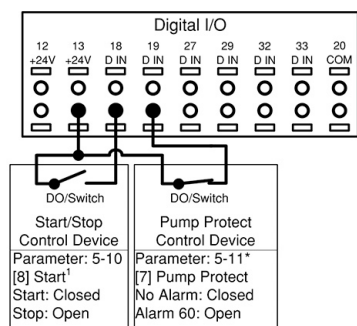 Digital I/O
12 13 18 19 27 29 32 33 20
+24V +24V D IN D IN D IN D IN D IN D IN COM
DO/Switch DO/Switch
Start/Stop
Control Device
Parameter: 5-10
[8] Start¹
Start: Closed
Stop: Open
Pump Protect
Control Device
Parameter: 5-11*
[7] Pump Protect
No Alarm: Closed
Alarm 60: Open